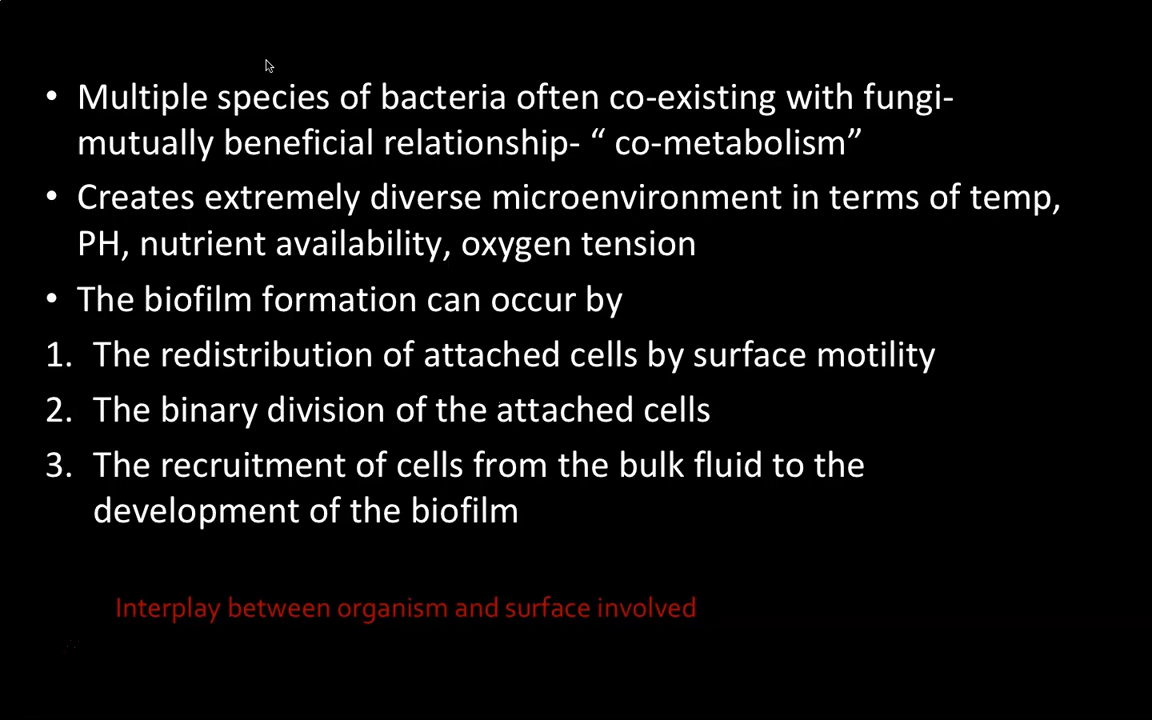 • Multiple species of bacteria often co-existing with fungi-
mutually beneficial relationship- “ co-metabolism”
• Creates extremely diverse microenvironment in terms of temp,
PH, nutrient availability, oxygen tension
• The biofilm formation can occur by
1. The redistribution of attached cells by surface motility
2. The binary division of the attached cells
3. The recruitment of cells from the bulk fluid to the
development of the biofilm
Interplay between organism and surface involved